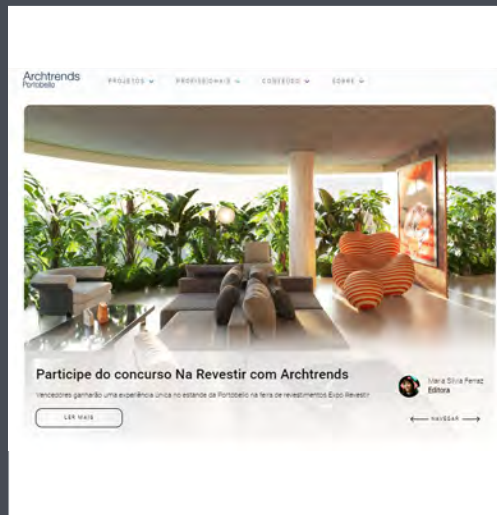 Archtrends
Portobello
PROJETOS
PROFISSIONAIS
CONTEÚDO
SOBRE
Participe do concurso Na Revestir com Archtrends
Vencedores ganharão uma experiência única no estande da Portobello na feira de revestimentos Expo Revestir
LER MAIS
Maria Silvia Ferraz
Editora
NAVEGAR